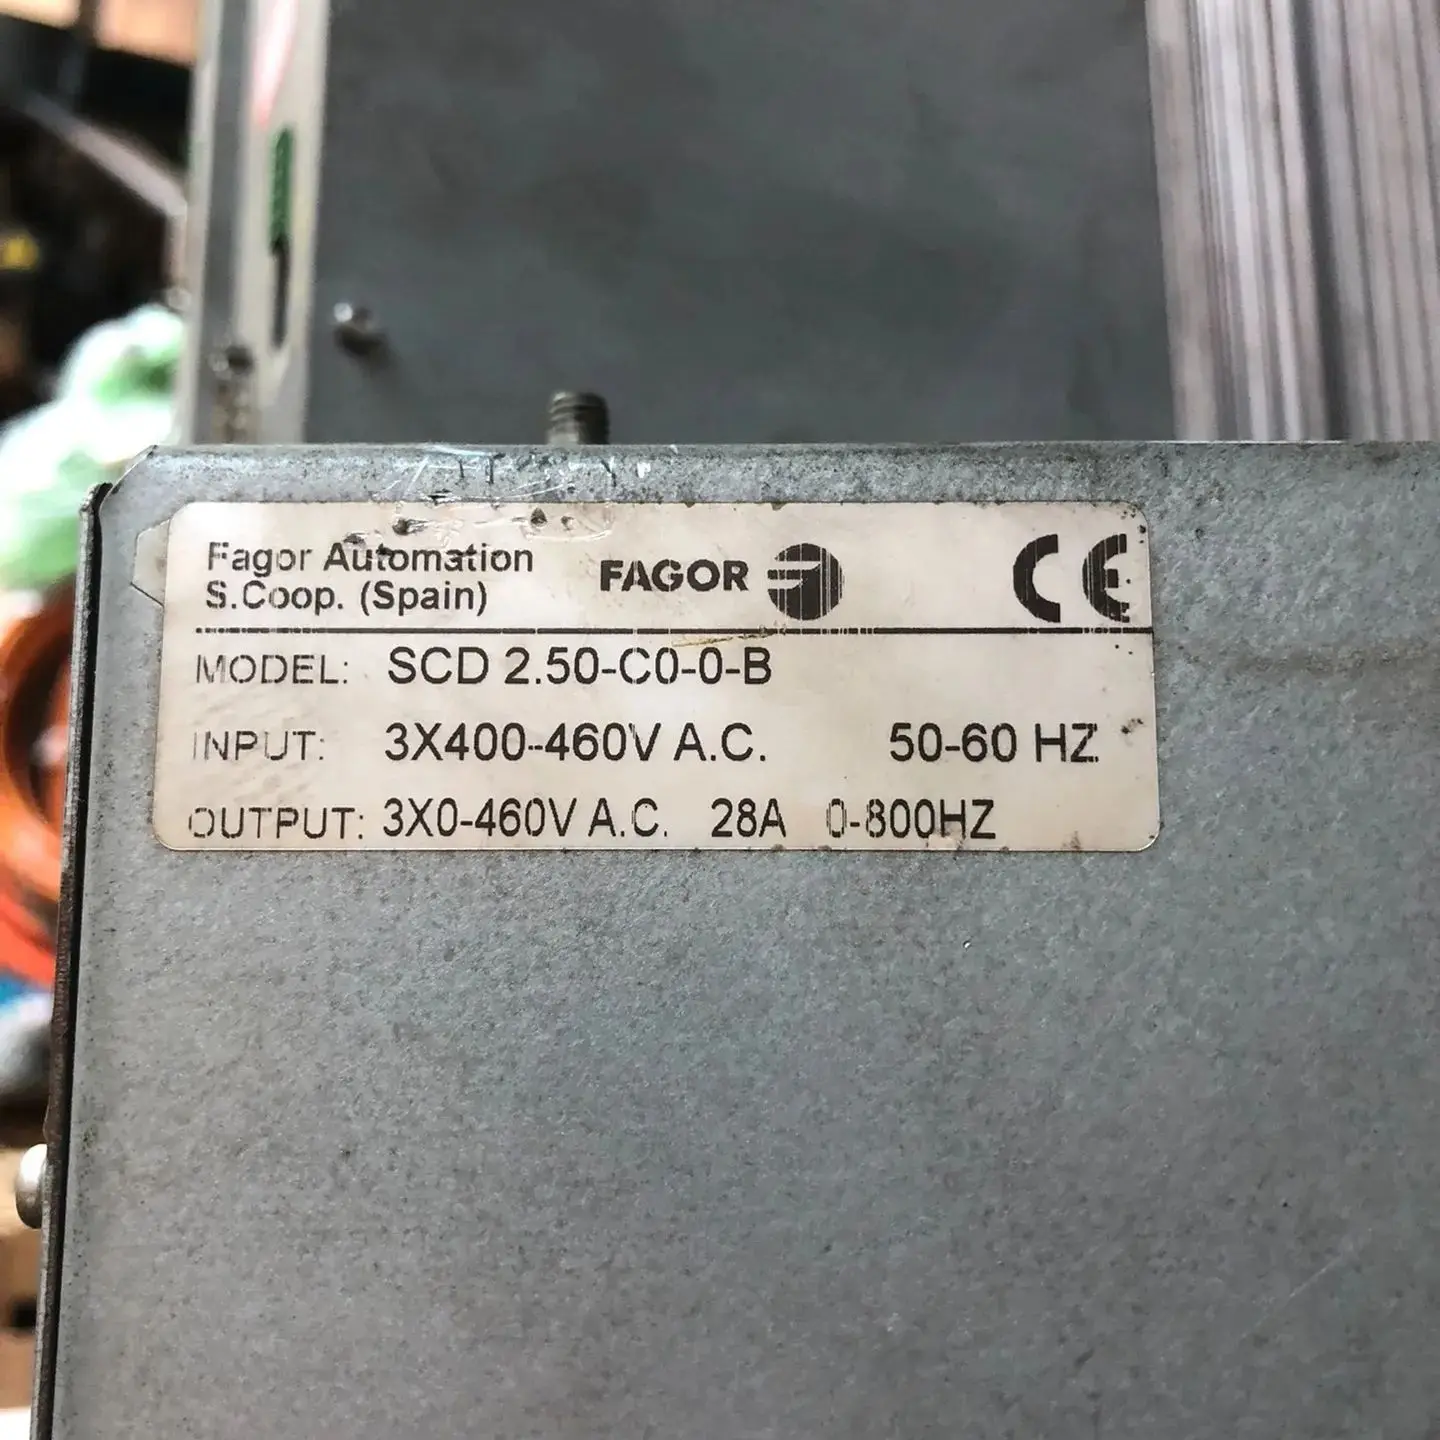 Fagor Automation
S.Coop. (Spain)
FAGOR
CE
MODEL: SCD 2.50-C0-0-B
INPUT: 3X400-460V A.C. 50-60 HZ
OUTPUT: 3X0-460V A.C. 28A 0-800HZ